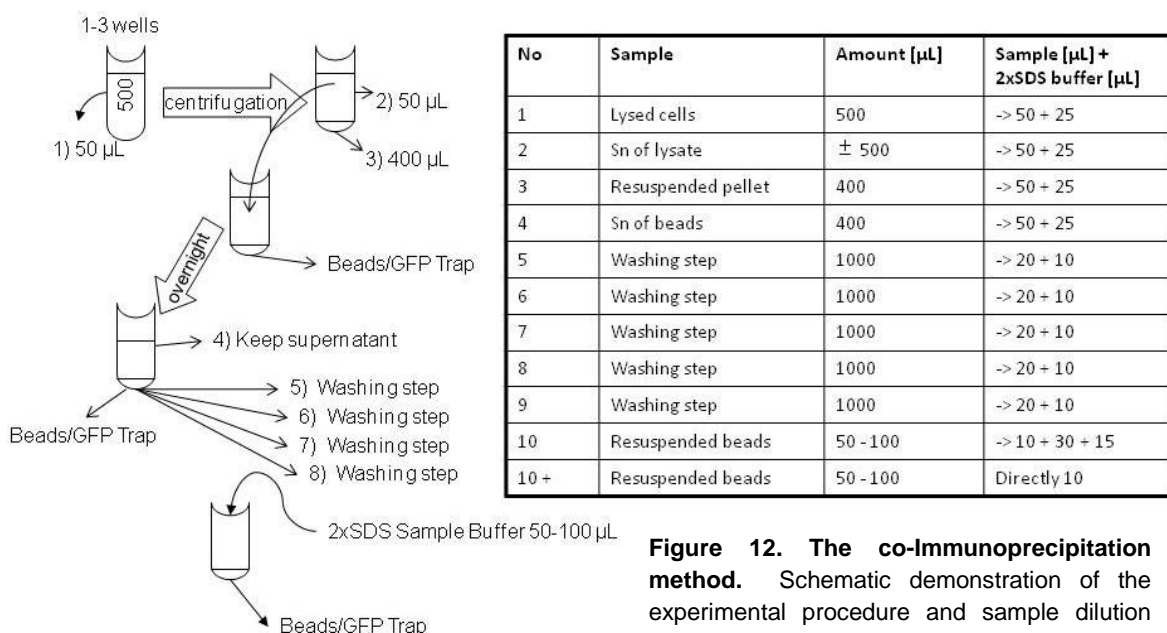 1-3 wells
500
1) 50 µL
centrifugation
2) 50 µL
3) 400 µL
Beads/GFP Trap
overnight
4) Keep supernatant
5) Washing step
6) Washing step
7) Washing step
8) Washing step
Beads/GFP Trap
2xSDS Sample Buffer 50-100 µL
Beads/GFP Trap
No Sample Amount [µL] Sample [µL] +
2xSDS buffer [µL]
1 Lysed cells 500 -> 50 + 25
2 Sn of lysate ± 500 -> 50 + 25
3 Resuspended pellet 400 -> 50 + 25
4 Sn of beads 400 -> 50 + 25
5 Washing step 1000 -> 20 + 10
6 Washing step 1000 -> 20 + 10
7 Washing step 1000 -> 20 + 10
8 Washing step 1000 -> 20 + 10
9 Washing step 1000 -> 20 + 10
10 Resuspended beads 50 - 100 -> 10 + 30 + 15
10 + Resuspended beads 50 - 100 Directly 10
Figure 12. The co-Immunoprecipitation
method. Schematic demonstration of the
experimental procedure and sample dilution